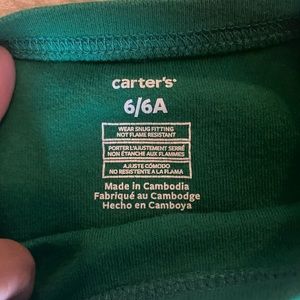 carter's
6/6A
WEAR SNUG FITTING
NOT FLAME RESISTANT
PORTER L'AJUSTEMENT SERRÉ
NON ÉTANCHE AUX FLAMMES
AJUSTE CÓMODO
NO RESISTENTE A LA FLAMA
Made in Cambodia
Fabriqué au Cambodge
Hecho en Camboya